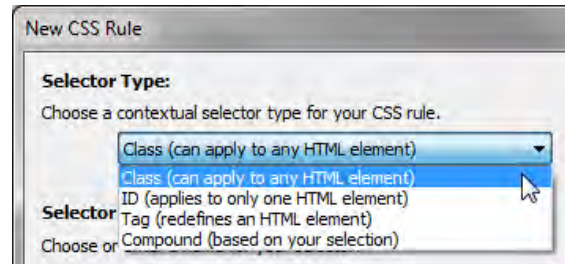 New CSS Rule
Selector Type:
Choose a contextual selector type for your CSS rule.
Class (can apply to any HTML element)
Class (can apply to any HTML element)
ID (applies to only one HTML element)
Selector
Tag (redefines an HTML element)
Compound (based on your selection)
Choose or